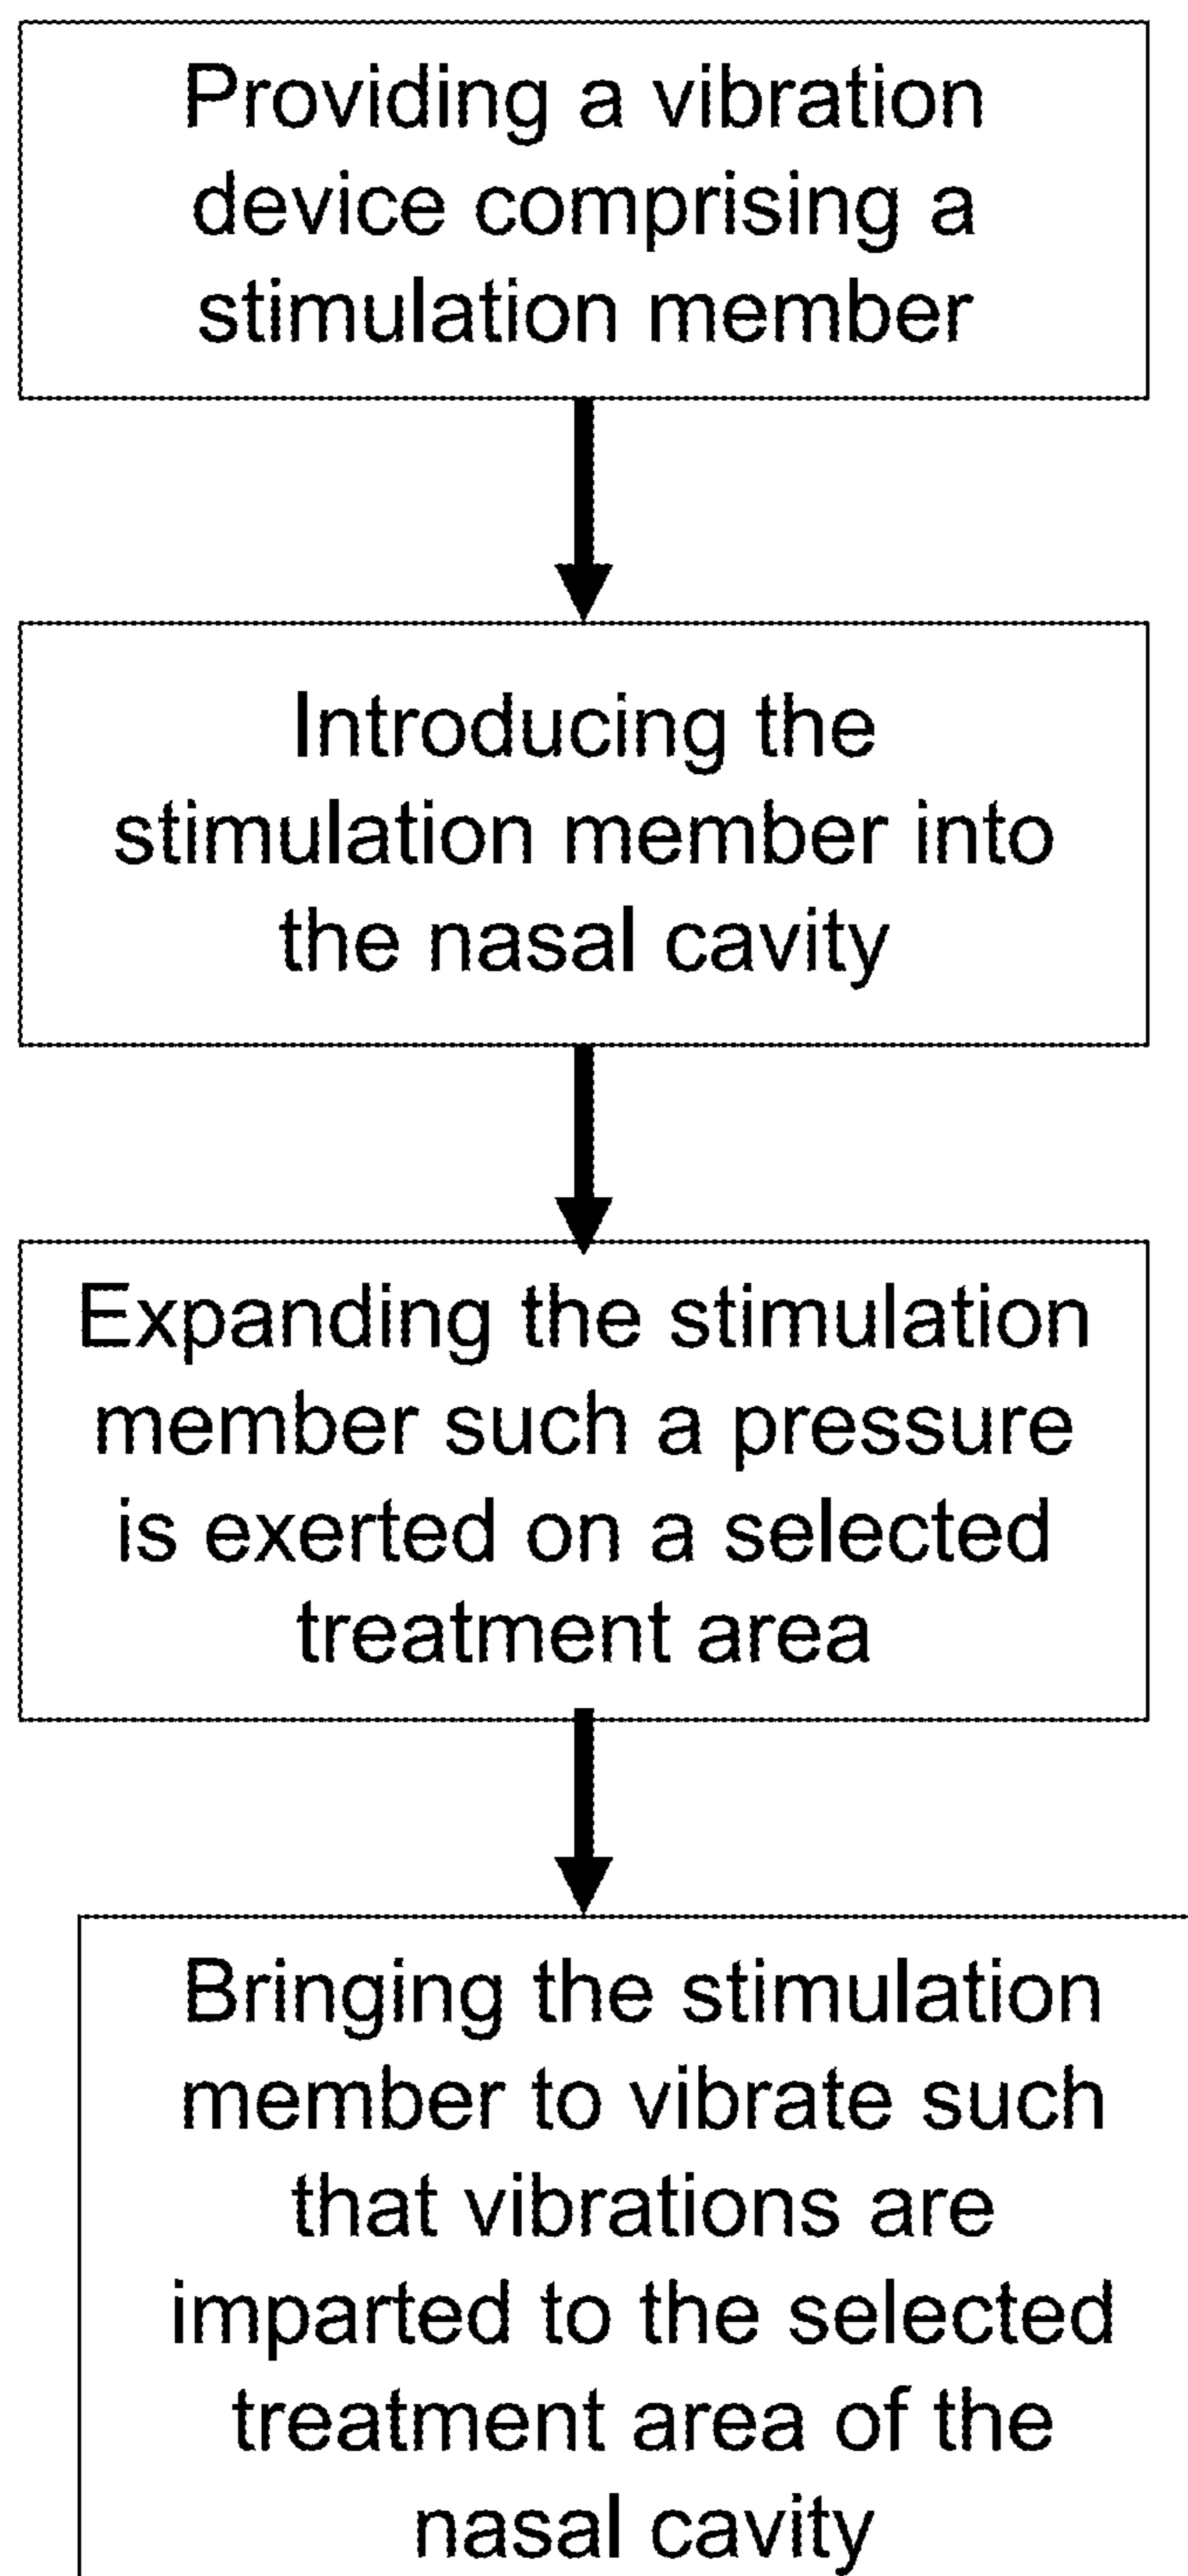 Providing a vibration
device comprising a
stimulation member
Introducing the
stimulation member into
the nasal cavity
Expanding the stimulation
member such a pressure
is exerted on a selected
treatment area
Bringing the stimulation
member to vibrate such
that vibrations are
imparted to the selected
treatment area of the
nasal cavity